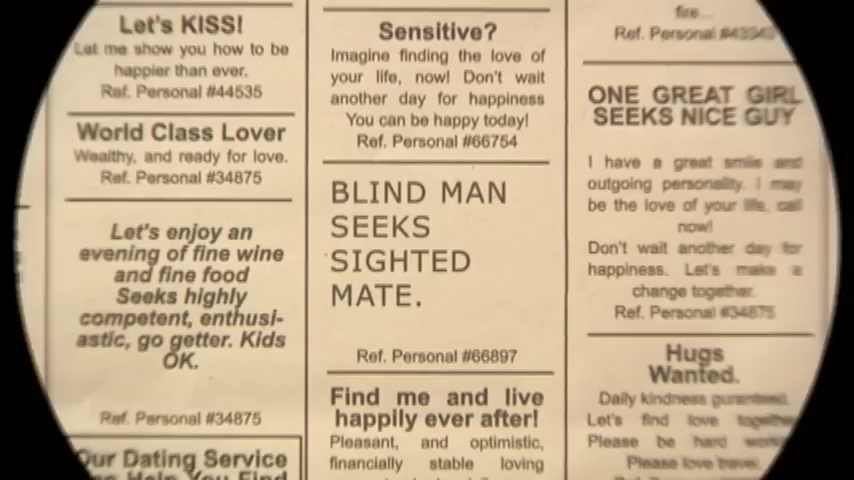 Let's KISS!
Let me show you how to be
happier than ever.
Ref. Personal #44535
World Class Lover
Wealthy, and ready for love.
Ref. Personal #34875
Let's enjoy an
evening of fine wine
and fine food
Seeks highly
competent, enthusi-
astic, go getter. Kids
OK.
Ref. Personal #34875
Our Dating Service
Help You Find
Sensitive?
Imagine finding the love of
your life, now! Don't wait
another day for happiness
You can be happy today!
Ref. Personal #66754
BLIND MAN
SEEKS
SIGHTED
MATE.
Ref. Personal #66897
Find me and live
happily ever after!
Pleasant, and optimistic,
financially stable loving
fire...
Ref. Personal
ONE GREAT GIRL
SEEKS NICE GUY
I have a great smile and
outgoing personality. I may
be the love of your life, call
now!
Don't wait another day for
happiness. Let's make a
change together.
Ref. Personal #34875
Hugs
Wanted.
Daily kindness
Let's find love together
Please be hard
Please love travel.